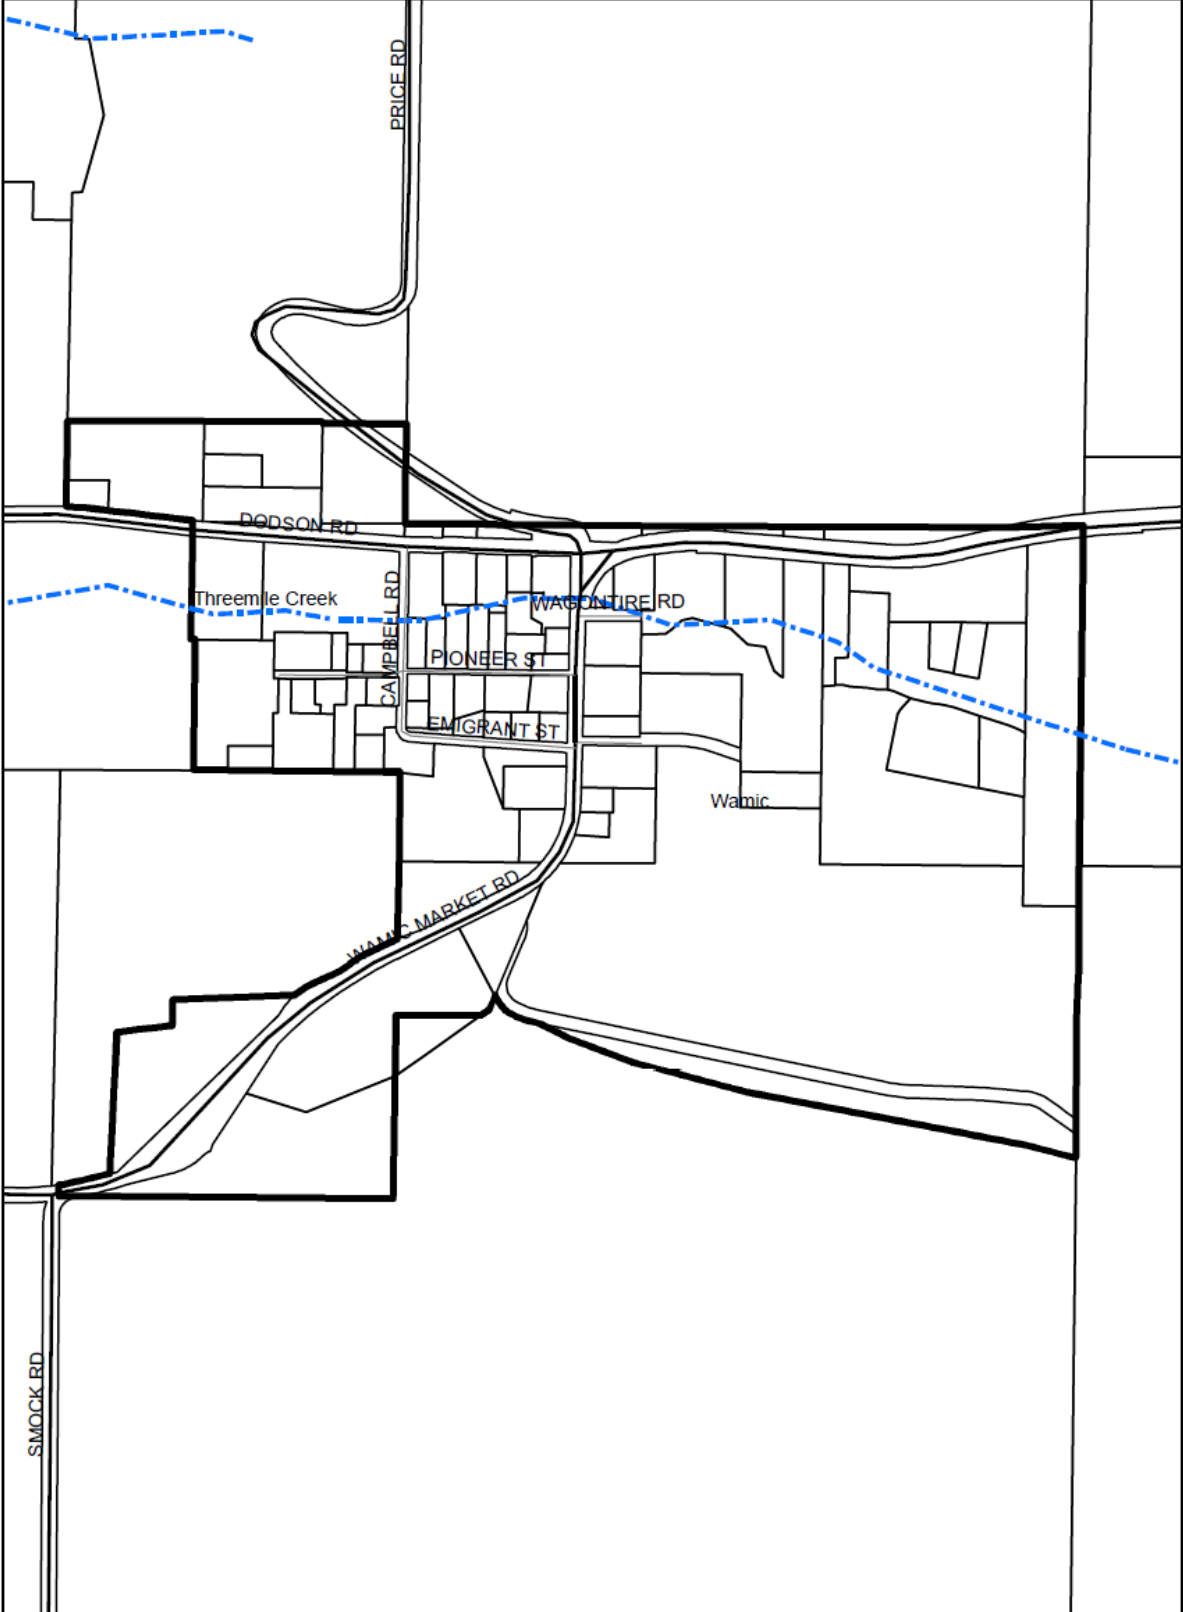 PRICE RD
DODSON RD
Threemile Creek
CAMPBELL RD
WAGONTIRE RD
PIONEER ST
EMIGRANT ST
Wamic
WAMIC MARKET RD
SMOCK RD